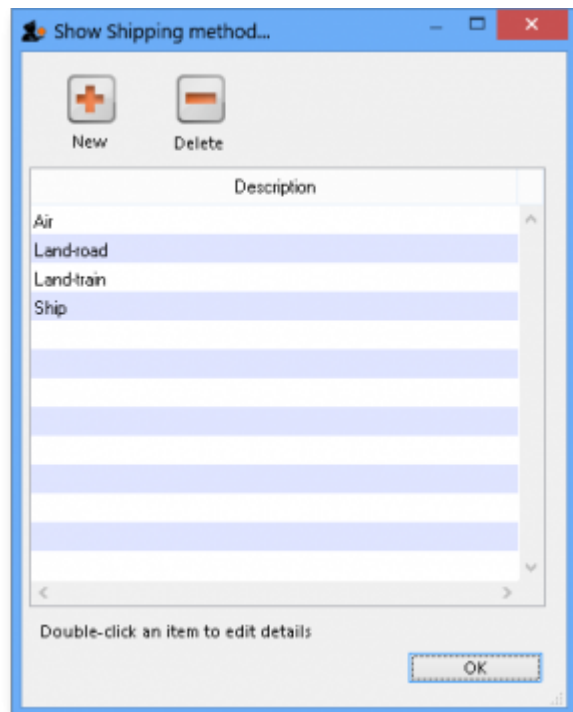 Show Shipping method...
New Delete
Description
Air
Land-road
Land-train
Ship
Double-click an item to edit details
OK